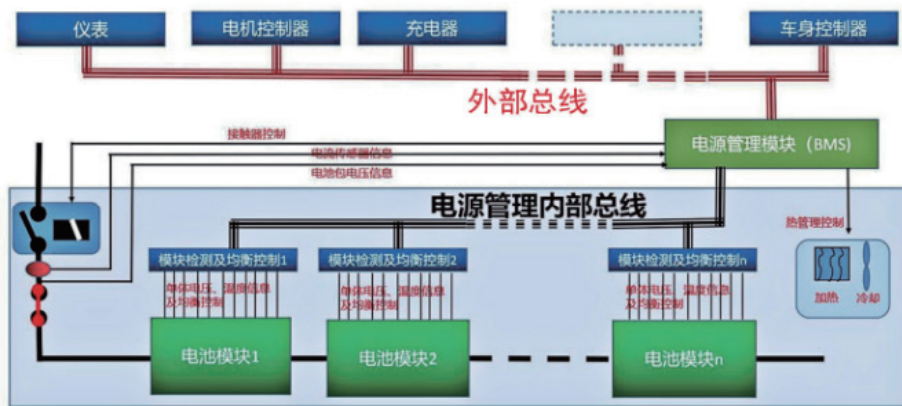 仪表
电机控制器
充电器
车身控制器
外部总线
接触器控制
电源管理模块（BMS)
电流传感器信息
电池包电压信息
电源管理内部总线
热管理控制
模块检测及均衡控制1
模块检测及均衡控制2
模块检测及均衡控制n
单体电压、温度信息
及均衡控制
单体电压、温度信息
及均衡控制
单体电压、温度信息
及均衡控制
加热
冷却
电池模块1
电池模块2
电池模块n